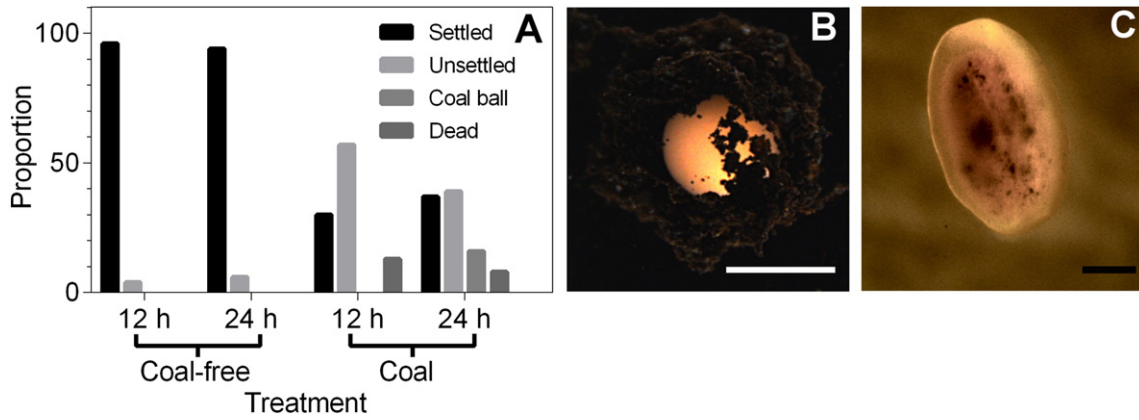 100
50
0
Proportion
A
Settled
Unsettled
Coal ball
Dead
12 h 24 h 12 h 24 h
Coal-free Coal
Treatment
B
C